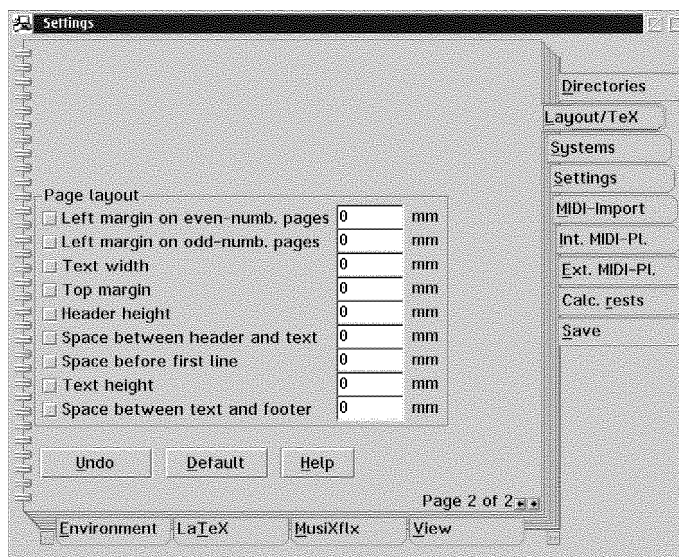 Settings
Directories
Layout/TeX
Systems
Settings
MIDI-Import
Int. MIDI-Pl.
Ext. MIDI-Pl.
Calc. rests
Save
Page layout
Left margin on even-numb. pages 0 mm
Left margin on odd-numb. pages 0 mm
Text width 0 mm
Top margin 0 mm
Header height 0 mm
Space between header and text 0 mm
Space before first line 0 mm
Text height 0 mm
Space between text and footer 0 mm
Undo Default Help
Page 2 of 2
Environment LaTeX MusiXflx View